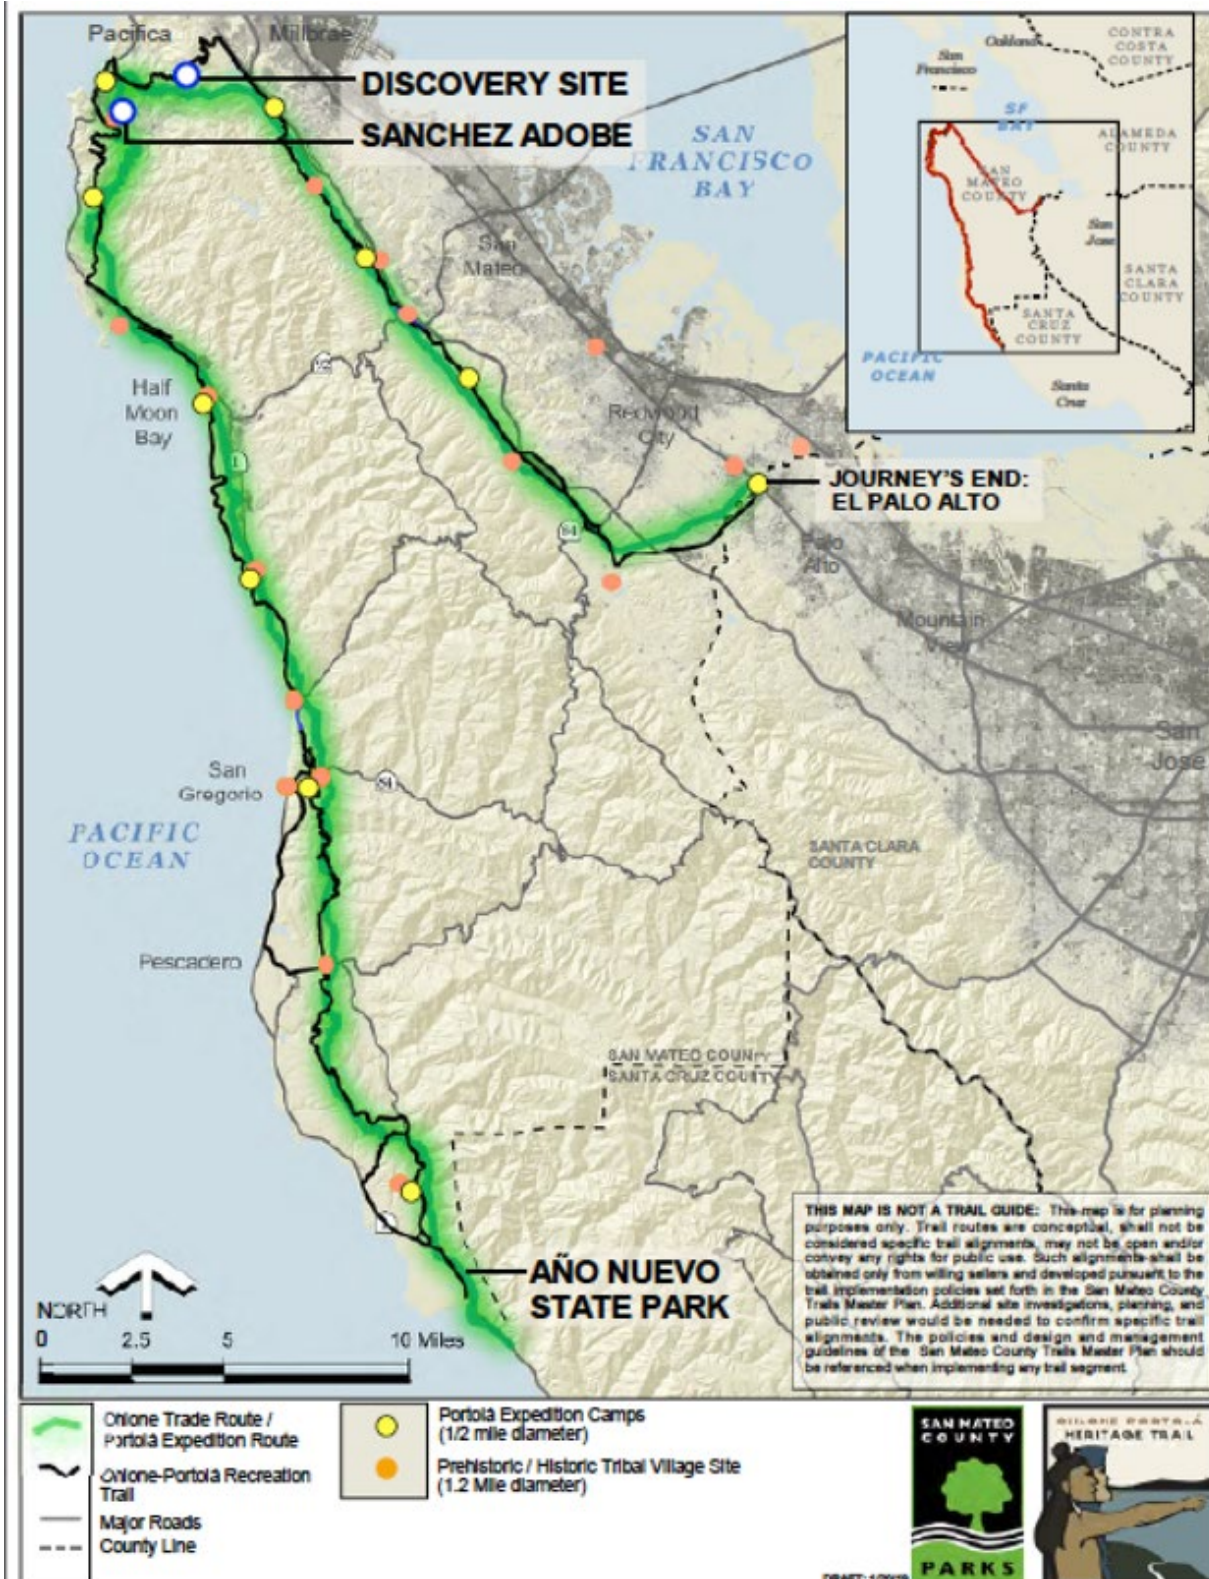 Pacifica
Millbrae
DISCOVERY SITE
SANCHEZ ADOBE
SAN
FRANCISCO
BAY
San
Francisco
Oakland
CONTRA
COSTA
COUNTY
SF
BAY
ALAMEDA
COUNTY
SAN
MATEO
COUNTY
San
Jose
SANTA
CLARA
COUNTY
SANTA
CRUZ
COUNTY
PACIFIC
OCEAN
Santa
Cruz
San
Mateo
92
Half
Moon
Bay
Redwood
City
1
JOURNEY'S END:
EL PALO ALTO
84
Palo
Alto
Mountain
View
San
Jose
San
Gregorio
84
PACIFIC
OCEAN
SANTA CLARA
COUNTY
Pescadero
SAN MATEO COUNTY
SANTA CRUZ COUNTY
AÑO NUEVO
STATE PARK
NORTH
0 2.5 5 10 Miles
THIS MAP IS NOT A TRAIL GUIDE: This map is for planning
purposes only. Trail routes are conceptual, shall not be
considered specific trail alignments, may not be open and/or
convey any rights for public use. Such alignments shall be
obtained only from willing sellers and developed pursuant to the
trail implementation policies set forth in the San Mateo County
Trails Master Plan. Additional site investigations, planning, and
public review would be needed to confirm specific trail
alignments. The policies and design and management
guidelines of the San Mateo County Trails Master Plan should
be referenced when implementing any trail segment.
Ohlone Trade Route /
Portolá Expedition Route
Ohlone-Portolá Recreation
Trail
Major Roads
County Line
Portolá Expedition Camps
(1/2 mile diameter)
Prehistoric / Historic Tribal Village Site
(1.2 Mile diameter)
SAN MATEO
COUNTY
PARKS
OHLONE PORTOLÁ
HERITAGE TRAIL
DRAFT: